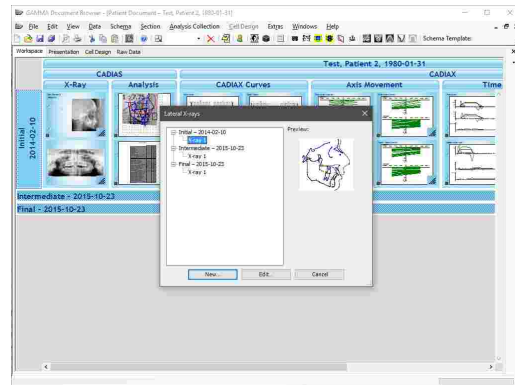 GAMMA Document Browser - [Patient Document - Test, Patient 2, 1980-01-31]
File Edit View Data Schema Section Analysis Collection Cell Design Extras Windows Help
Schema Template:
Workspace Presentation Cell Design Raw Data
Test, Patient 2, 1980-01-31
CADIAS CADIAX
X-Ray Analysis CADIAX Curves Axis Movement Time
Initial
2014-02-10
Lateral X-rays
Initial - 2014-02-10
X-ray 1
Intermediate - 2015-10-23
X-ray 1
Final - 2015-10-23
X-ray 1
Preview:
New... Edit... Cancel
Intermediate - 2015-10-23
Final - 2015-10-23